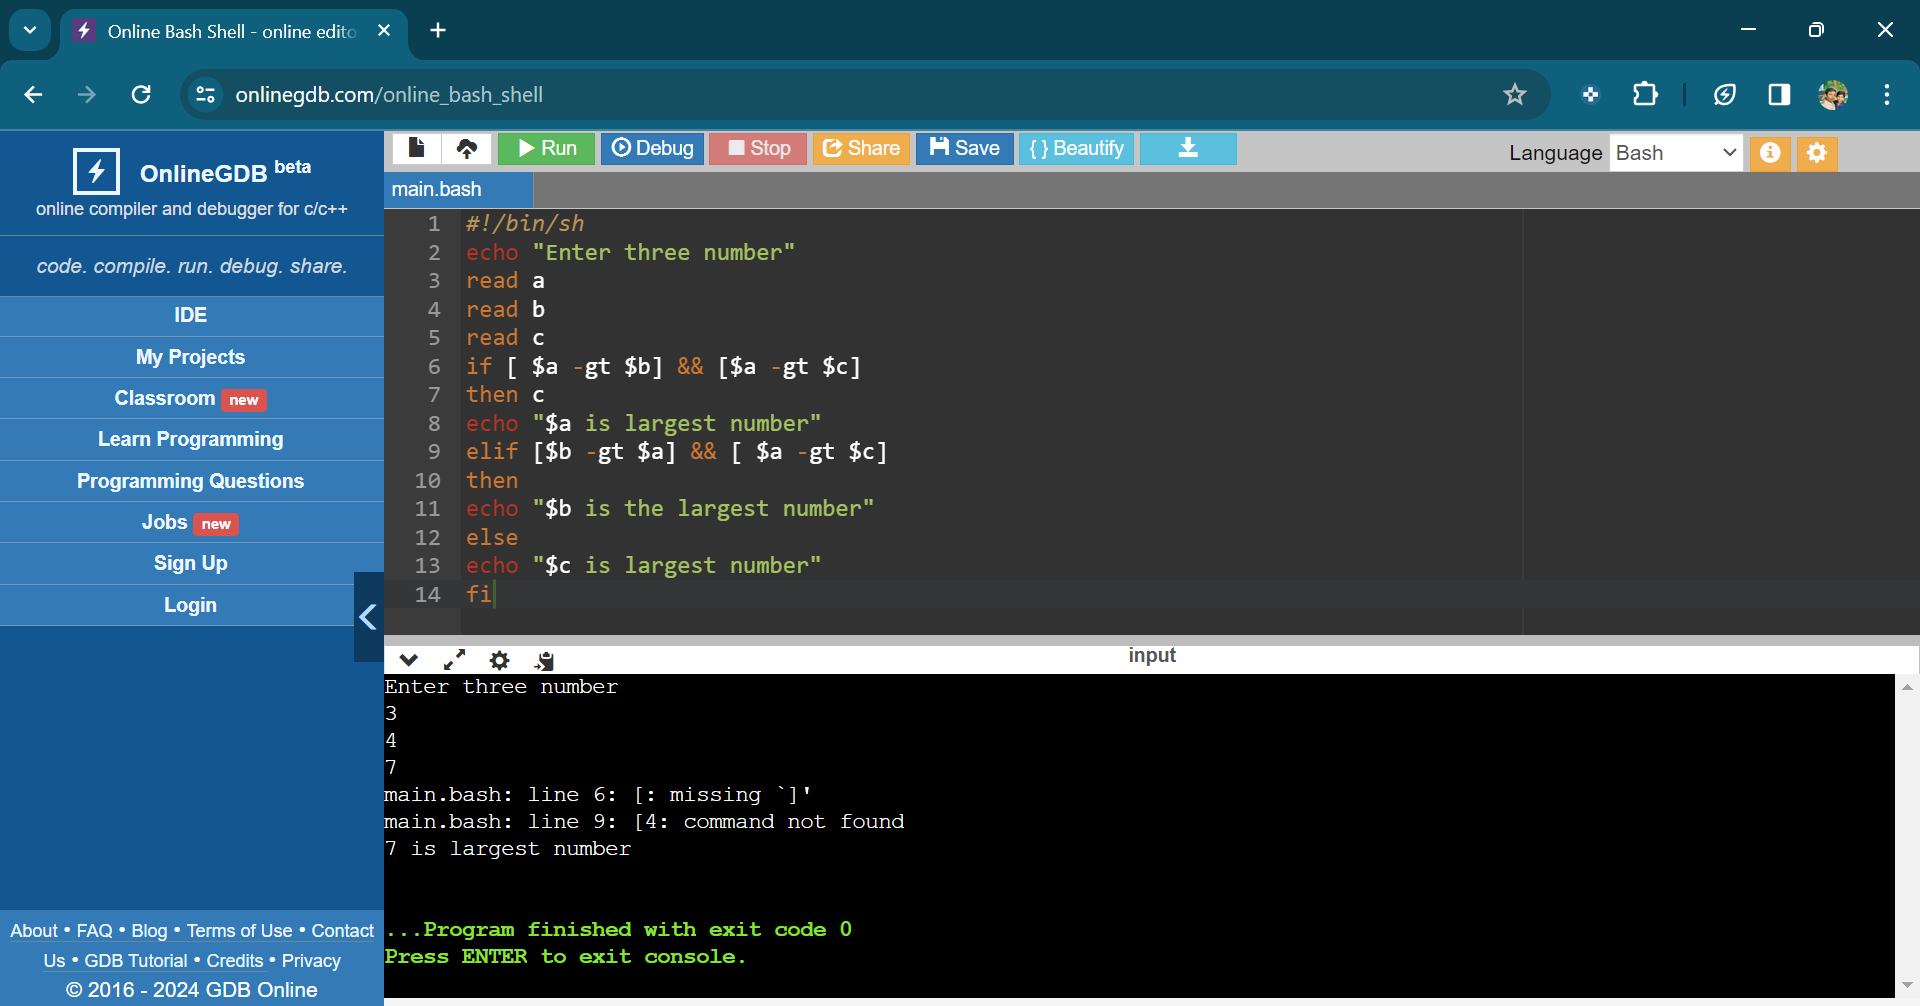 Online Bash Shell - online edito
onlinegdb.com/online_bash_shell
OnlineGDB beta
online compiler and debugger for c/c++
code. compile. run. debug. share.
IDE
My Projects
Classroom new
Learn Programming
Programming Questions
Jobs new
Sign Up
Login
About • FAQ • Blog • Terms of Use • Contact
Us • GDB Tutorial • Credits • Privacy
© 2016 - 2024 GDB Online
Run Debug Stop Share Save { } Beautify
Language Bash
main.bash
1 #!/bin/sh
2 echo "Enter three number"
3 read a
4 read b
5 read c
6 if [ $a -gt $b] && [$a -gt $c]
7 then c
8 echo "$a is largest number"
9 elif [$b -gt $a] && [ $a -gt $c]
10 then
11 echo "$b is the largest number"
12 else
13 echo "$c is largest number"
14 fi
input
Enter three number
3
4
7
main.bash: line 6: [: missing `]'
main.bash: line 9: [4: command not found
7 is largest number
...Program finished with exit code 0
Press ENTER to exit console.